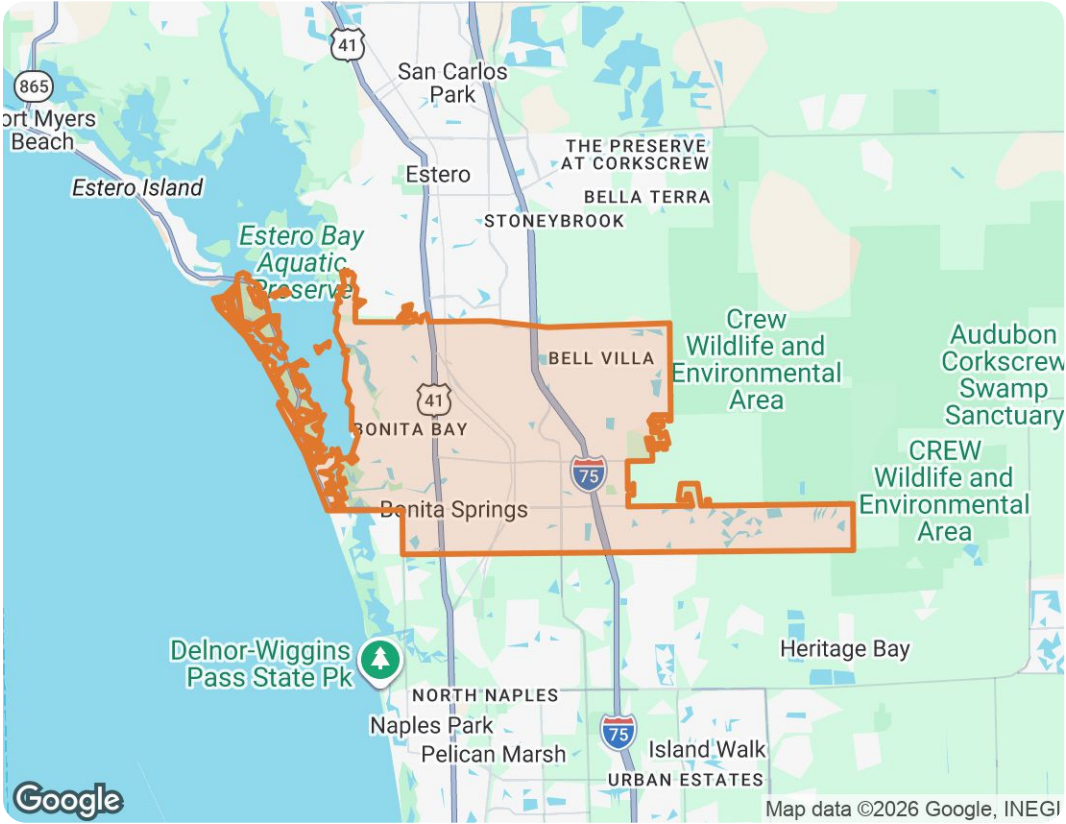 41
San Carlos
Park
865
ort Myers
Beach
THE PRESERVE
AT CORKSCREW
Estero
Estero Island
BELLA TERRA
STONEYBROOK
Estero Bay
Aquatic
Preserve
Crew
Wildlife and
Environmental
Area
Audubon
Corkscrew
Swamp
Sanctuary
BELL VILLA
41
BONITA BAY
CREW
Wildlife and
Environmental
Area
75
Bonita Springs
Delnor-Wiggins
Pass State Pk
Heritage Bay
NORTH NAPLES
Naples Park
75
Pelican Marsh
Island Walk
URBAN ESTATES
Google
Map data ©2026 Google, INEGI